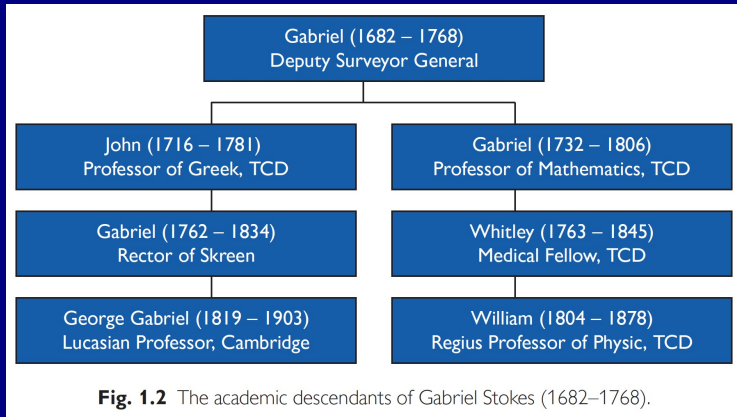 Gabriel (1682 – 1768)
Deputy Surveyor General
John (1716 – 1781)
Professor of Greek, TCD
Gabriel (1732 – 1806)
Professor of Mathematics, TCD
Gabriel (1762 – 1834)
Rector of Skreen
Whitley (1763 – 1845)
Medical Fellow, TCD
George Gabriel (1819 – 1903)
Lucasian Professor, Cambridge
William (1804 – 1878)
Regius Professor of Physic, TCD
Fig. 1.2 The academic descendants of Gabriel Stokes (1682–1768).